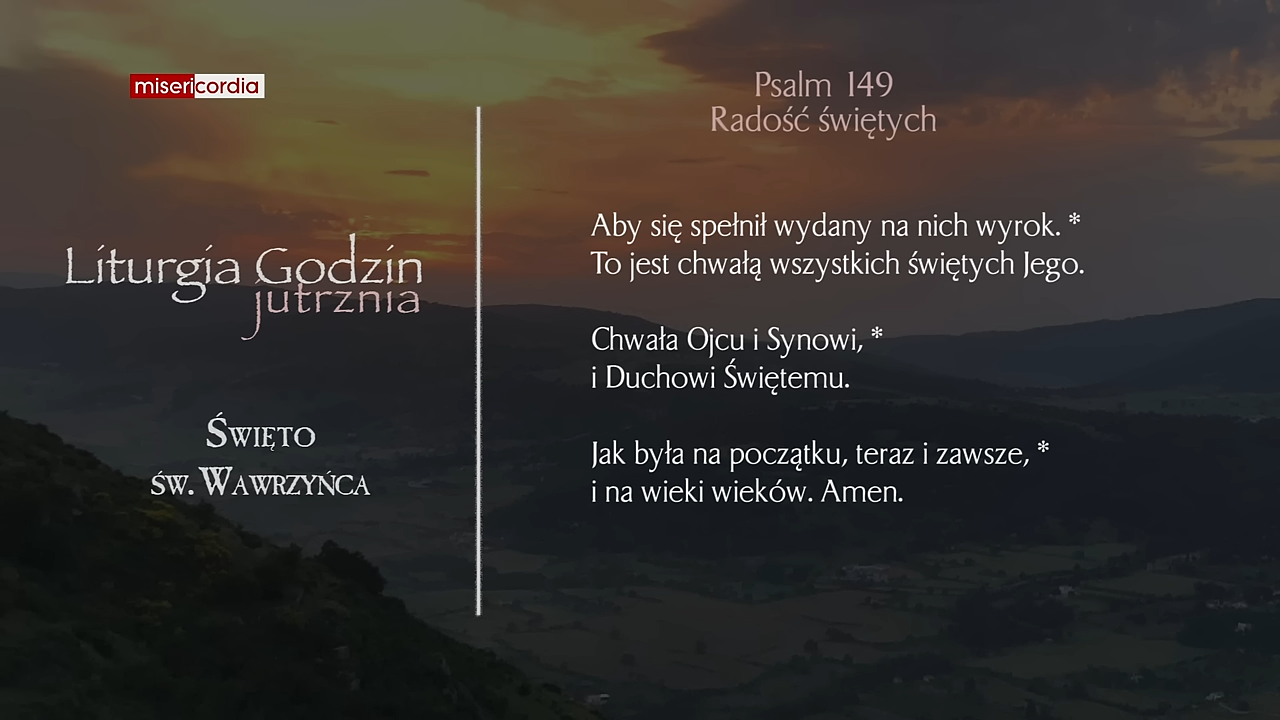 misericordia
Liturgia Godzin
jutrznia
Święto
św. Wawrzyńca
Psalm 149
Radość świętych
Aby się spełnił wydany na nich wyrok. *
To jest chwałą wszystkich świętych Jego.
Chwała Ojcu i Synowi, *
i Duchowi Świętemu.
Jak była na początku, teraz i zawsze, *
i na wieki wieków. Amen.